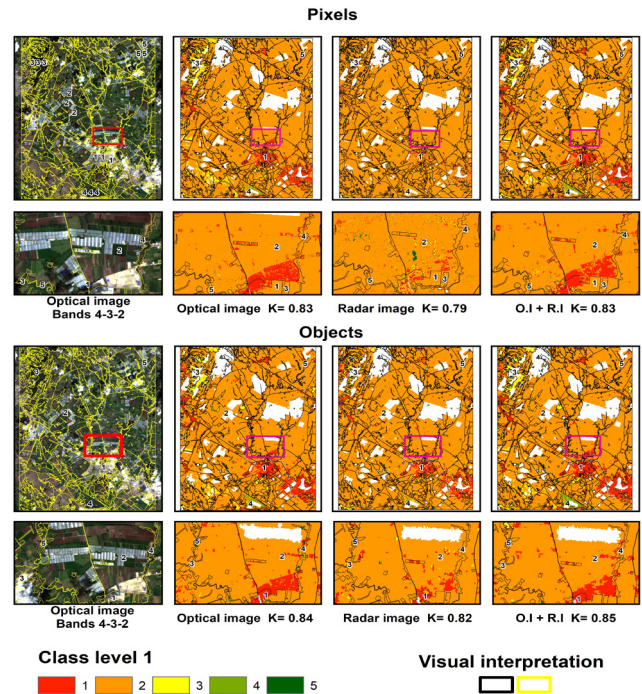 Pixels
Optical image
Bands 4-3-2
Optical image K= 0.83
Radar image K= 0.79
O.I + R.I K= 0.83
Objects
Optical image
Bands 4-3-2
Optical image K= 0.84
Radar image K= 0.82
O.I + R.I K= 0.85
Class level 1
Visual interpretation
1 2 3 4 5